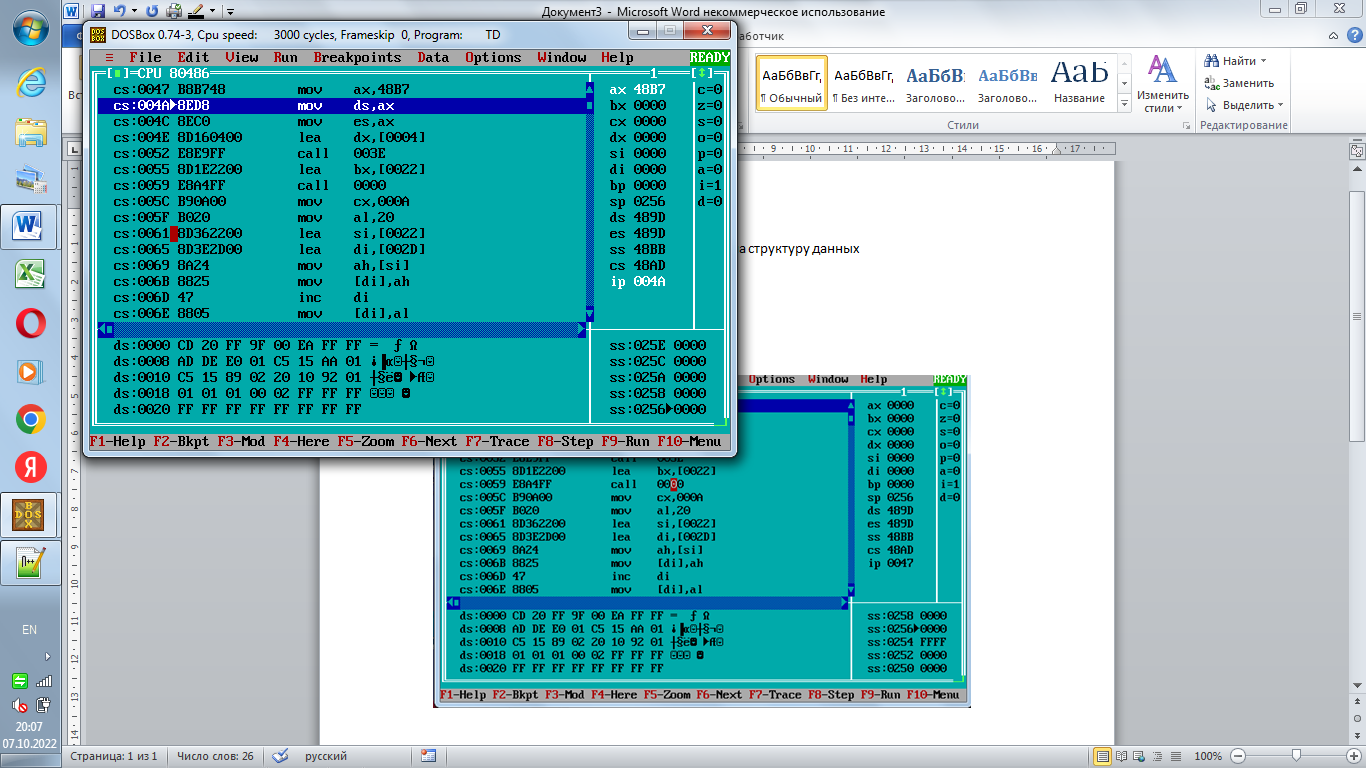 Документ3 - Microsoft Word некоммерческое использование
DOSBox 0.74-3, Cpu speed: 3000 cycles, Frameskip 0, Program: TD
≡ File Edit View Run Breakpoints Data Options Window Help READY
[■]=CPU 80486 1 [↕]
cs:0047 B8B748 mov ax,48B7 ax 48B7 c=0
cs:004A►8ED8 mov ds,ax bx 0000 z=0
cs:004C 8EC0 mov es,ax cx 0000 s=0
cs:004E 8D160400 lea dx,[0004] dx 0000 o=0
cs:0052 E8E9FF call 003E si 0000 p=0
cs:0055 8D1E2200 lea bx,[0022] di 0000 a=0
cs:0059 E8A4FF call 0000 bp 0000 i=1
cs:005C B90A00 mov cx,000A sp 0256 d=0
cs:005F B020 mov al,20 ds 489D
cs:0061 8D362200 lea si,[0022] es 489D
cs:0065 8D3E2D00 lea di,[002D] ss 48BB
cs:0069 8A24 mov ah,[si] cs 48AD
cs:006B 8825 mov [di],ah ip 004A
cs:006D 47 inc di
cs:006E 8805 mov [di],al
ds:0000 CD 20 FF 9F 00 EA FF FF = ƒ Ω ss:025E 0000
ds:0008 AD DE E0 01 C5 15 AA 01 ss:025C 0000
ds:0010 C5 15 89 02 20 10 92 01 ss:025A 0000
ds:0018 01 01 01 00 02 FF FF FF ss:0258 0000
ds:0020 FF FF FF FF FF FF FF FF ss:0256►0000
F1-Help F2-Bkpt F3-Mod F4-Here F5-Zoom F6-Next F7-Trace F8-Step F9-Run F10-Menu
АаБбВвГг, АаБбВвГг, АаБбВ АаБбВв АаВ
¶ Обычный ¶ Без инте... Заголово... Заголово... Название
Изменить стили
Стили
Найти
Заменить
Выделить
Редактирование
9 10 11 12 13 14 15 16 17
а структуру данных
Options Window Help READY
1 [↕]
ax 0000 c=0
bx 0000 z=0
cx 0000 s=0
dx 0000 o=0
si 0000 p=0
cs:0055 8D1E2200 lea bx,[0022] di 0000 a=0
cs:0059 E8A4FF call 0000 bp 0000 i=1
cs:005C B90A00 mov cx,000A sp 0256 d=0
cs:005F B020 mov al,20 ds 489D
cs:0061 8D362200 lea si,[0022] es 489D
cs:0065 8D3E2D00 lea di,[002D] ss 48BB
cs:0069 8A24 mov ah,[si] cs 48AD
cs:006B 8825 mov [di],ah ip 0047
cs:006D 47 inc di
cs:006E 8805 mov [di],al
ds:0000 CD 20 FF 9F 00 EA FF FF = ƒ Ω ss:0258 0000
ds:0008 AD DE E0 01 C5 15 AA 01 ss:0256►0000
ds:0010 C5 15 89 02 20 10 92 01 ss:0254 FFFF
ds:0018 01 01 01 00 02 FF FF FF ss:0252 0000
ds:0020 FF FF FF FF FF FF FF FF ss:0250 0000
F1-Help F2-Bkpt F3-Mod F4-Here F5-Zoom F6-Next F7-Trace F8-Step F9-Run F10-Menu
EN
20:07
07.10.2022
Страница: 1 из 1 Число слов: 26 русский 100%